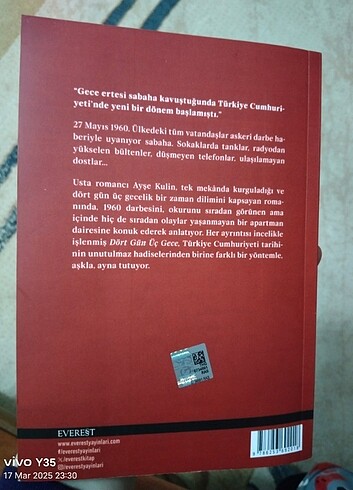 "Gece ertesi sabaha kavuştuğunda Türkiye Cumhuri-
yeti'nde yeni bir dönem başlamıştı."
27 Mayıs 1960. Ülkedeki tüm vatandaşlar askeri darbe ha-
beriyle uyanıyor sabaha. Sokaklarda tanklar, radyodan
yükselen bültenler, düşmeyen telefonlar, ulaşılamayan
dostlar...
Usta romancı Ayşe Kulin, tek mekânda kurguladığı ve
dört gün üç gecelik bir zaman dilimini kapsayan roma-
nında, 1960 darbesini, okurunu sıradan görünen ama
içinde hiç de sıradan olaylar yaşanmayan bir apartman
dairesine konuk ederek anlatıyor. Her ayrıntısı incelikle
işlenmiş Dört Gün Üç Gece, Türkiye Cumhuriyeti tarihi-
nin unutulmaz hadiselerinden birine farklı bir yöntemle,
aşkla, ayna tutuyor.
EVEREST
www.everestyayinlari.com
/everestyayinlari
/everestkitap
/everestyayinlari
vivo Y35
17 Mar 2025 23:30